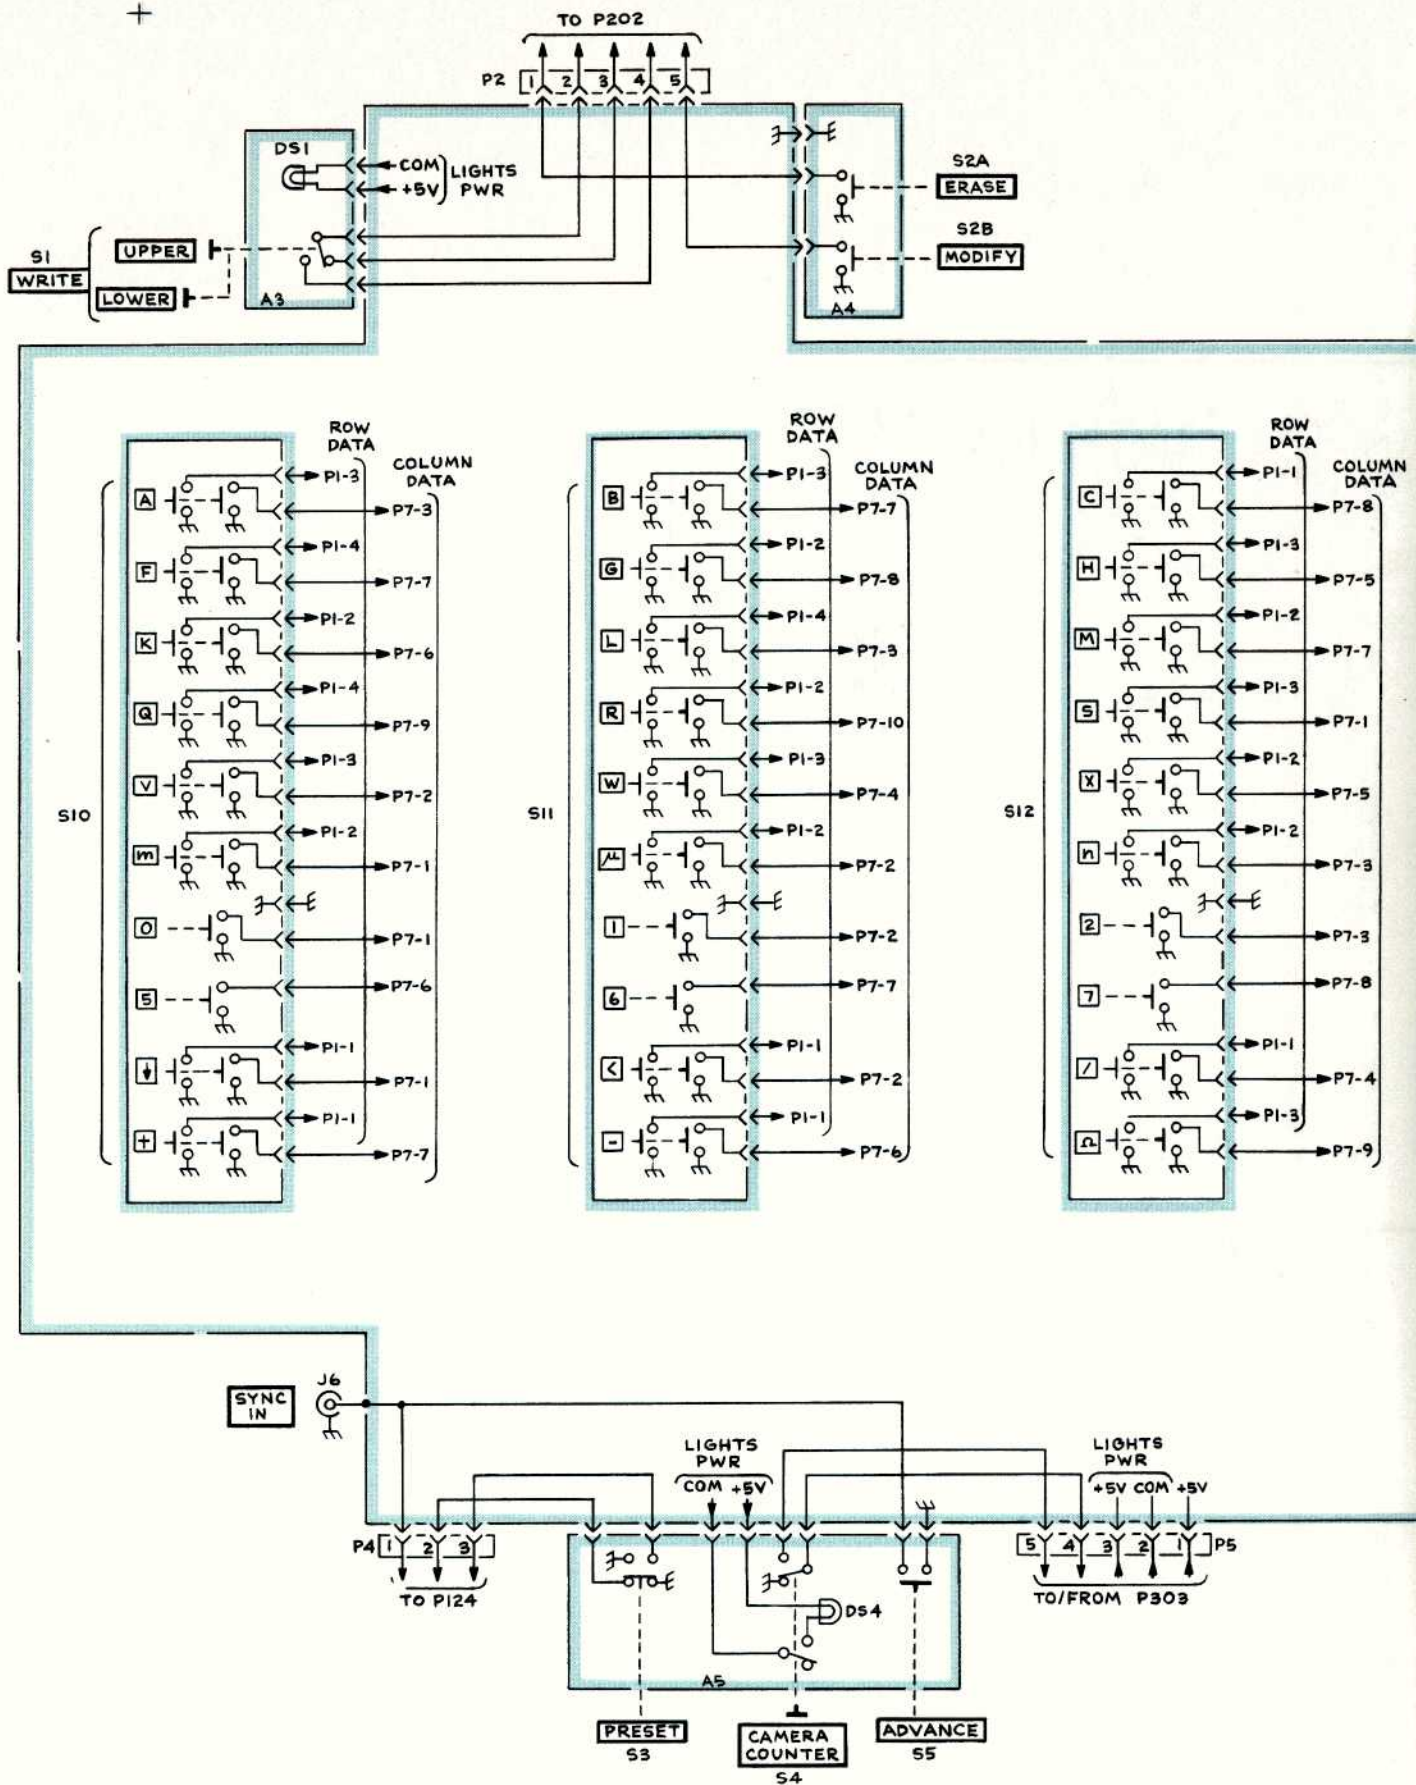 TO P202
P2 1 2 3 4 5
DS1
COM
+5V
LIGHTS
PWR
S2A
ERASE
S2B
MODIFY
S1
WRITE
UPPER
LOWER
A3
A4
ROW
DATA
COLUMN
DATA
S10
A P1-3
P7-3
F P1-4
P7-7
K P1-2
P7-6
Q P1-4
P7-9
V P1-3
P7-2
m P1-2
P7-1
0 P7-1
5 P7-6
↓ P1-1
P7-1
+ P1-1
P7-7
ROW
DATA
COLUMN
DATA
S11
B P1-3
P7-7
G P1-2
P7-8
L P1-4
P7-3
R P1-2
P7-10
W P1-3
P7-4
μ P1-2
P7-2
1 P7-2
6 P7-7
< P1-1
P7-2
- P1-1
P7-6
ROW
DATA
COLUMN
DATA
S12
C P1-1
P7-8
H P1-3
P7-5
M P1-2
P7-7
S P1-3
P7-1
X P1-2
P7-5
n P1-2
P7-3
2 P7-3
7 P7-8
/ P1-1
P7-4
Ω P1-3
P7-9
SYNC
IN
J6
LIGHTS
PWR
COM +5V
LIGHTS
PWR
+5V COM +5V
P4 1 2 3
TO P124
5 4 3 2 1 P5
TO/FROM P303
DS4
A5
PRESET
S3
CAMERA
COUNTER
S4
ADVANCE
S5